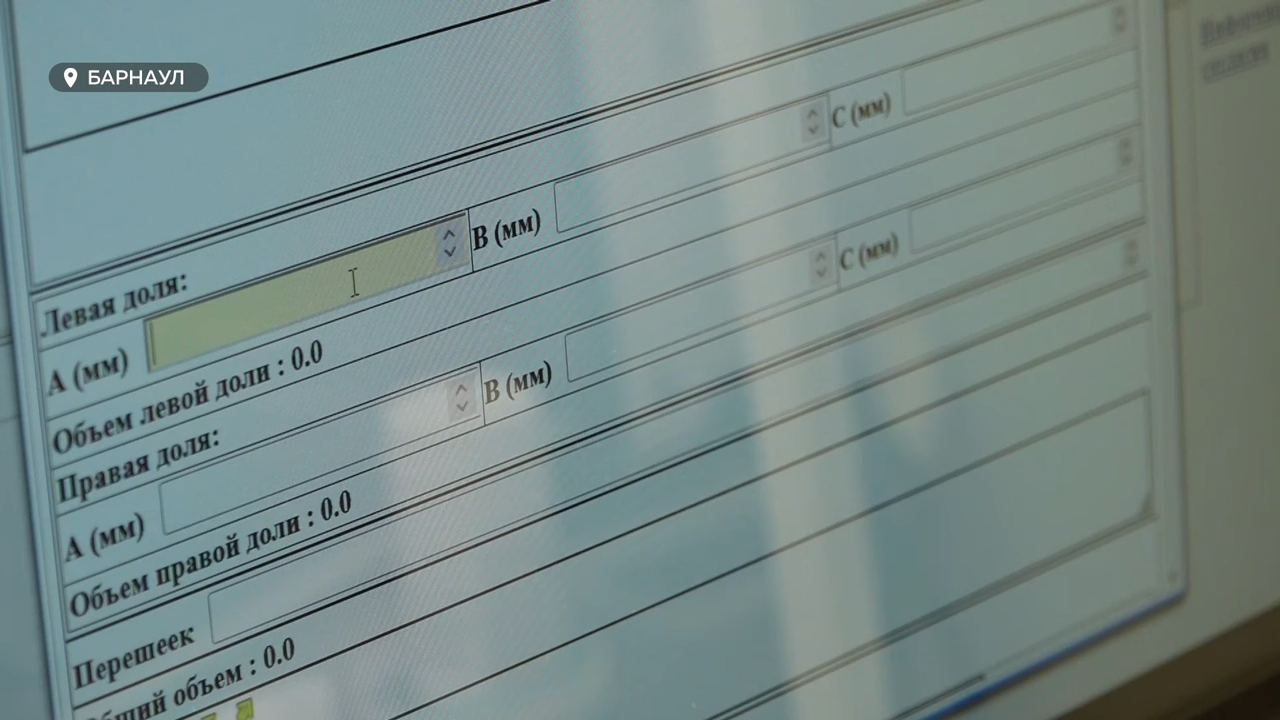 БАРНАУЛ
Левая доля:
А (мм) В (мм) С (мм)
Объем левой доли : 0.0
Правая доля:
А (мм) В (мм) С (мм)
Объем правой доли : 0.0
Перешеек
Общий объем : 0.0